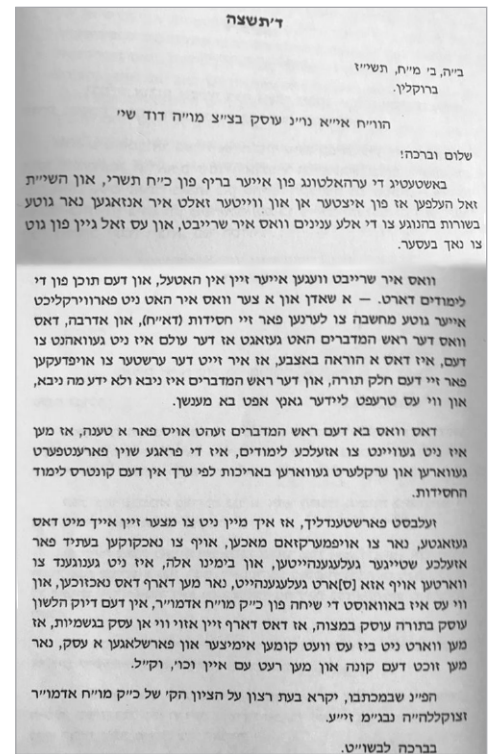 ד'תשצה
ב"ה, ב' מ"ח, תשי"ז
ברוקלין.
הוו"ח אי"א נו"נ עוסק בצ"צ מו"ה דוד שי'
שלום וברכה!
באשטעטיג די ערהאלטונג פון אייער בריף פון כ"ח תשרי, און השי"ת
זאל העלפען אז פון איצטער אן און ווייטער זאלט איר אנזאגען נאר גוטע
בשורות בהנוגע צו די אלע ענינים וואס איר שרייבט, און עס זאל גיין פון גוט
צו נאך בעסער.
וואס איר שרייבט וועגען אייער זיין אין האטעל, און דעם תוכן פון די
לימודים דארט. — א שאדן און א צער וואס איר האט ניט פארווירקליכט
אייער גוטע מחשבה צו לערנען פאר זיי חסידות (דא"ח), און אדרבה, דאס
וואס דער ראש המדברים האט געזאגט אז דער עולם איז ניט געוואהנט צו
דעם, איז דאס א הוראה באצבע, אז איר זייט דער ערשטער צו אויפדעקען
פאר זיי דעם חלק תורה, און דער ראש המדברים איז ניבא ולא ידע מה ניבא,
און ווי עס טרעפט ליידער גאנץ אפט בא מענשן.
דאס וואס בא דעם ראש המדברים זעהט אויס פאר א טענה, אז מען
איז ניט געוויינט צו אזעלכע לימודים, איז די פראגע שוין פארענטפערט
געווארען און ערקלערט געווארען באריכות לפי ערך אין דעם קונטרס לימוד
החסידות.
זעלבסט פארשטענדליך, אז איך מיין ניט צו מצער זיין אייך מיט דאס
געזאגטע, נאר צו אויפמערקזאם מאכען, אויף צו נאכקוקען בעתיד פאר
אזעלכע שטייגער געלעגענהייטען, און בימינו אלה, איז ניט גענוגענד צו
ווארטען אויף אזא [ס]ארט געלעגענהייט, נאר מען דארף דאס נאכזוכען, און
ווי עס איז באוואוסט די שיחה פון כ"ק מו"ח אדמו"ר, אין דעם דיוק הלשון
עוסק בתורה עוסק במצוה, אז דאס דארף זיין אזוי ווי אן עסק בגשמיות, אז
מען ווארט ניט ביז עס וועט קומען אימיצער און פארשלאגען א עסק, נאר
מען זוכט דעם קונה און מען רעט עם איין וכו', וק"ל.
הפ"נ שבמכתבו, יקרא בעת רצון על הציון הק' של כ"ק מו"ח אדמו"ר
זצוקללה"ה נבג"מ זי"ע.
בברכה לבשו"ט.